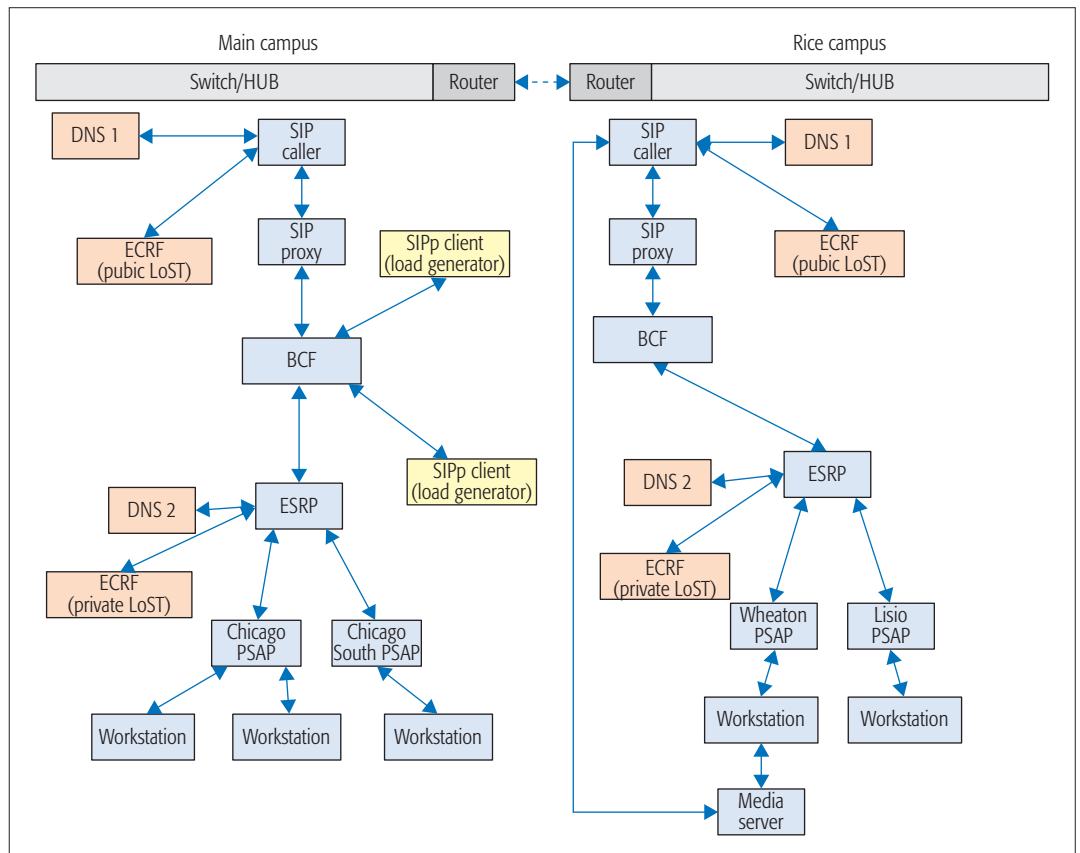 Main campus
Rice campus
Switch/HUB
Router
Router
Switch/HUB
DNS 1
SIP
caller
SIP
caller
DNS 1
ECRF
(pubic LoST)
SIP
proxy
SIPp client
(load generator)
SIP
proxy
ECRF
(pubic LoST)
BCF
BCF
SIPp client
(load generator)
DNS 2
ESRP
DNS 2
ESRP
ECRF
(private LoST)
ECRF
(private LoST)
Chicago
PSAP
Chicago
South PSAP
Wheaton
PSAP
Lisio
PSAP
Workstation
Workstation
Workstation
Workstation
Workstation
Media
server